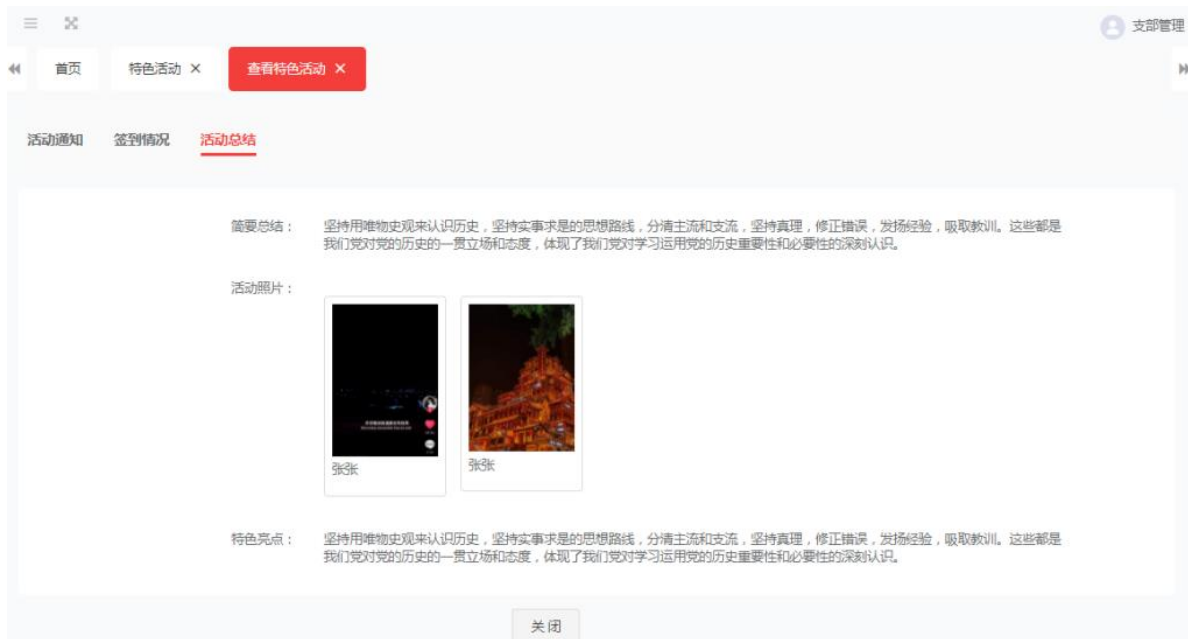 支部管理
首页
特色活动 ×
查看特色活动 ×
活动通知
签到情况
活动总结
简要总结：
坚持用唯物史观来认识历史，坚持实事求是的思想路线，分清主流和支流，坚持真理，修正错误，发扬经验，吸取教训。这些都是
我们党对党的历史的一贯立场和态度，体现了我们党对学习运用党的历史重要性和必要性的深刻认识。
活动照片：
张张
张张
特色亮点：
坚持用唯物史观来认识历史，坚持实事求是的思想路线，分清主流和支流，坚持真理，修正错误，发扬经验，吸取教训。这些都是
我们党对党的历史的一贯立场和态度，体现了我们党对学习运用党的历史重要性和必要性的深刻认识。
关闭